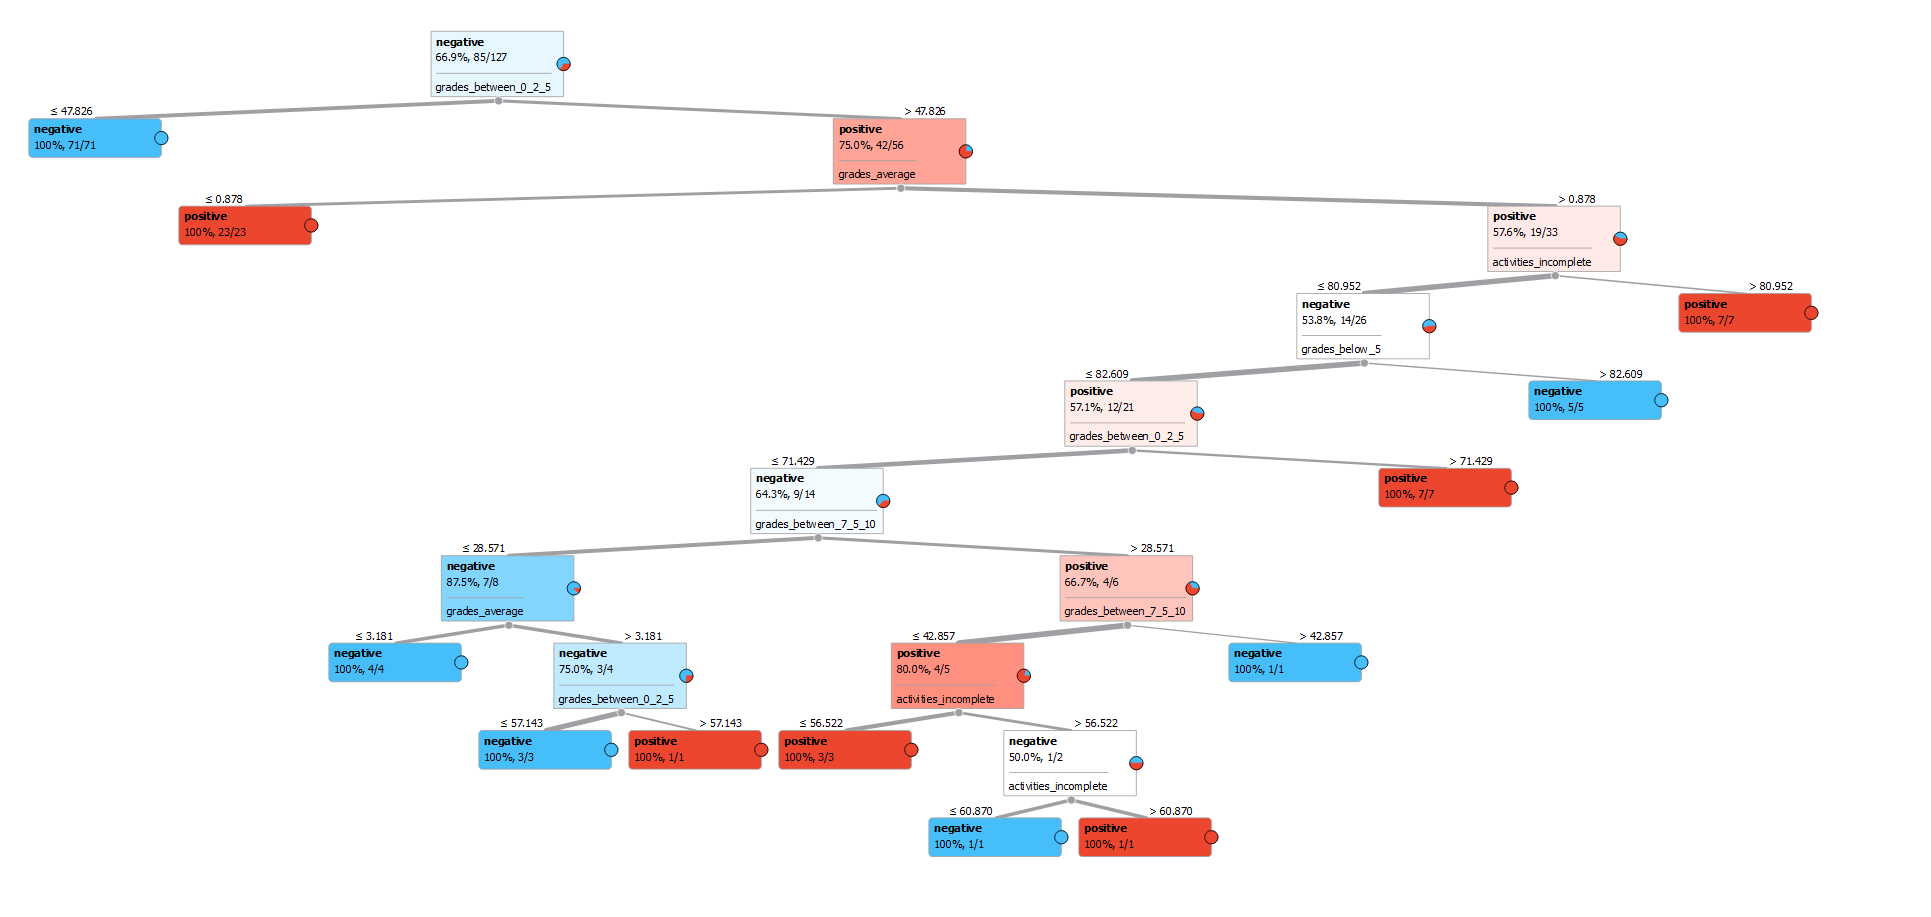 negative
66.9%, 85/127
grades_between_0_2_5
≤ 47.826
> 47.826
negative
100%, 71/71
positive
75.0%, 42/56
grades_average
≤ 0.878
> 0.878
positive
100%, 23/23
positive
57.6%, 19/33
activities_incomplete
≤ 80.952
> 80.952
negative
53.8%, 14/26
grades_below_5
positive
100%, 7/7
≤ 82.609
> 82.609
positive
57.1%, 12/21
grades_between_0_2_5
negative
100%, 5/5
≤ 71.429
> 71.429
negative
64.3%, 9/14
grades_between_7_5_10
positive
100%, 7/7
≤ 28.571
> 28.571
negative
87.5%, 7/8
grades_average
positive
66.7%, 4/6
grades_between_7_5_10
≤ 3.181
> 3.181
≤ 42.857
> 42.857
negative
100%, 4/4
negative
75.0%, 3/4
grades_between_0_2_5
positive
80.0%, 4/5
activities_incomplete
negative
100%, 1/1
≤ 57.143
> 57.143
≤ 56.522
> 56.522
negative
100%, 3/3
positive
100%, 1/1
positive
100%, 3/3
negative
50.0%, 1/2
activities_incomplete
≤ 60.870
> 60.870
negative
100%, 1/1
positive
100%, 1/1